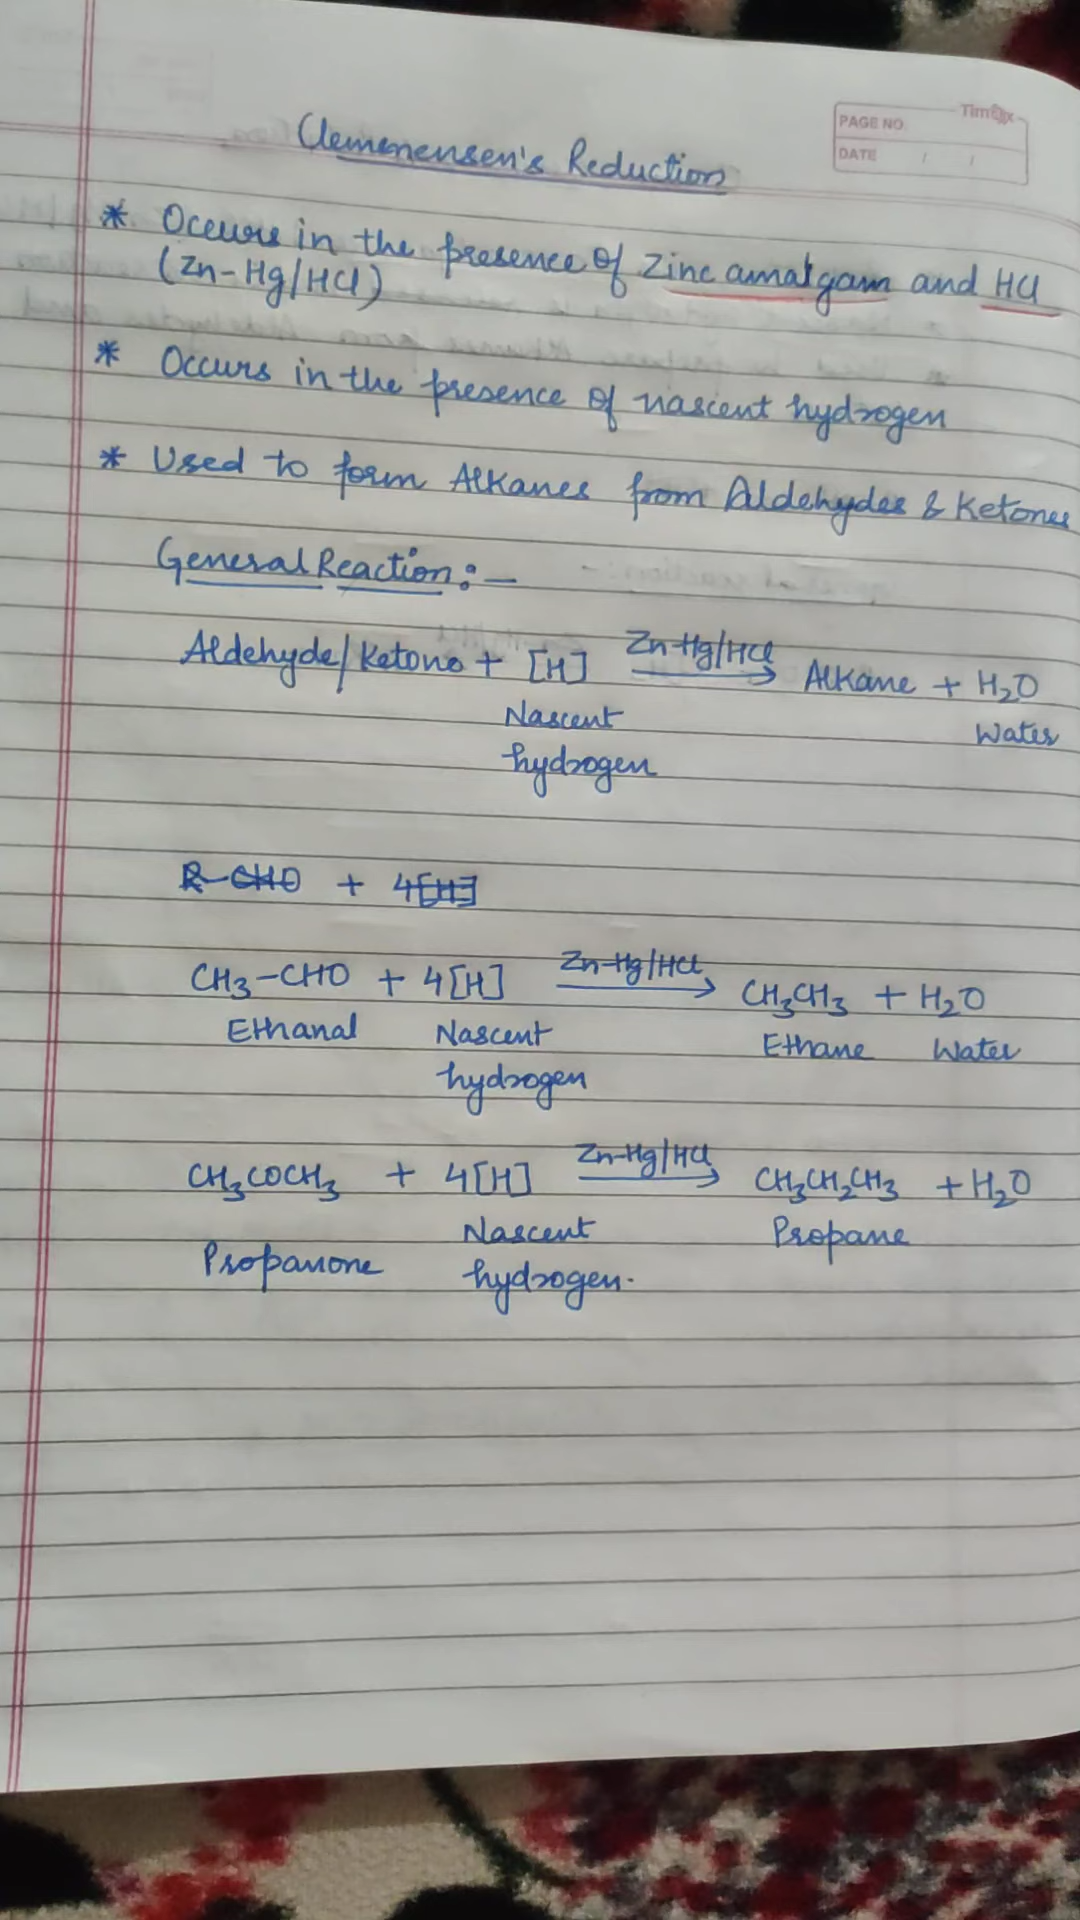 Timex
PAGE NO.
DATE / /
Clemenensen's Reduction
* Occurs in the presence of Zinc amalgam and HCl
(Zn-Hg/HCl)
* Occurs in the presence of nascent hydrogen
* Used to form Alkanes from Aldehydes & Ketones
General Reaction:-
Aldehyde/Ketone + [H] Zn-Hg/HCl → Alkane + H₂O
Nascent Water
hydrogen
R-CHO + 4[H]
CH₃-CHO + 4[H] Zn-Hg/HCl → CH₃CH₃ + H₂O
Ethanal Nascent Ethane Water
hydrogen
CH₃COCH₃ + 4[H] Zn-Hg/HCl → CH₃CH₂CH₃ + H₂O
Propanone Nascent Propane
hydrogen.